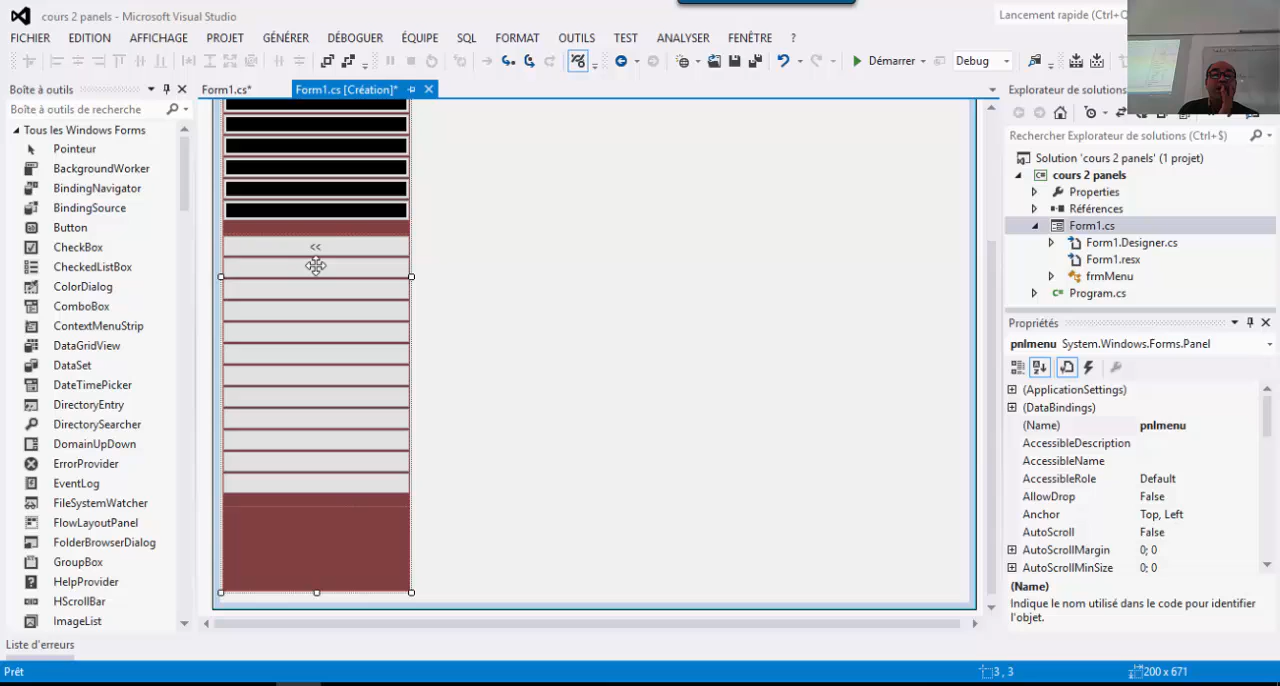 cours 2 panels - Microsoft Visual Studio
Lancement rapide (Ctrl+Q
FICHIER EDITION AFFICHAGE PROJET GÉNÉRER DÉBOGUER ÉQUIPE SQL FORMAT OUTILS TEST ANALYSER FENÊTRE ?
Démarrer Debug
Boîte à outils
Form1.cs*
Form1.cs [Création]*
Explorateur de solutions
Boîte à outils de recherche
Tous les Windows Forms
Pointeur
BackgroundWorker
BindingNavigator
BindingSource
Button
CheckBox
CheckedListBox
ColorDialog
ComboBox
ContextMenuStrip
DataGridView
DataSet
DateTimePicker
DirectoryEntry
DirectorySearcher
DomainUpDown
ErrorProvider
EventLog
FileSystemWatcher
FlowLayoutPanel
FolderBrowserDialog
GroupBox
HelpProvider
HScrollBar
ImageList
<<
Rechercher Explorateur de solutions (Ctrl+$)
Solution 'cours 2 panels' (1 projet)
cours 2 panels
Properties
Références
Form1.cs
Form1.Designer.cs
Form1.resx
frmMenu
Program.cs
Propriétés
pnlmenu System.Windows.Forms.Panel
(ApplicationSettings)
(DataBindings)
(Name) pnlmenu
AccessibleDescription
AccessibleName
AccessibleRole Default
AllowDrop False
Anchor Top, Left
AutoScroll False
AutoScrollMargin 0; 0
AutoScrollMinSize 0; 0
(Name)
Indique le nom utilisé dans le code pour identifier
l'objet.
Liste d'erreurs
Prêt
3 , 3
200 x 671